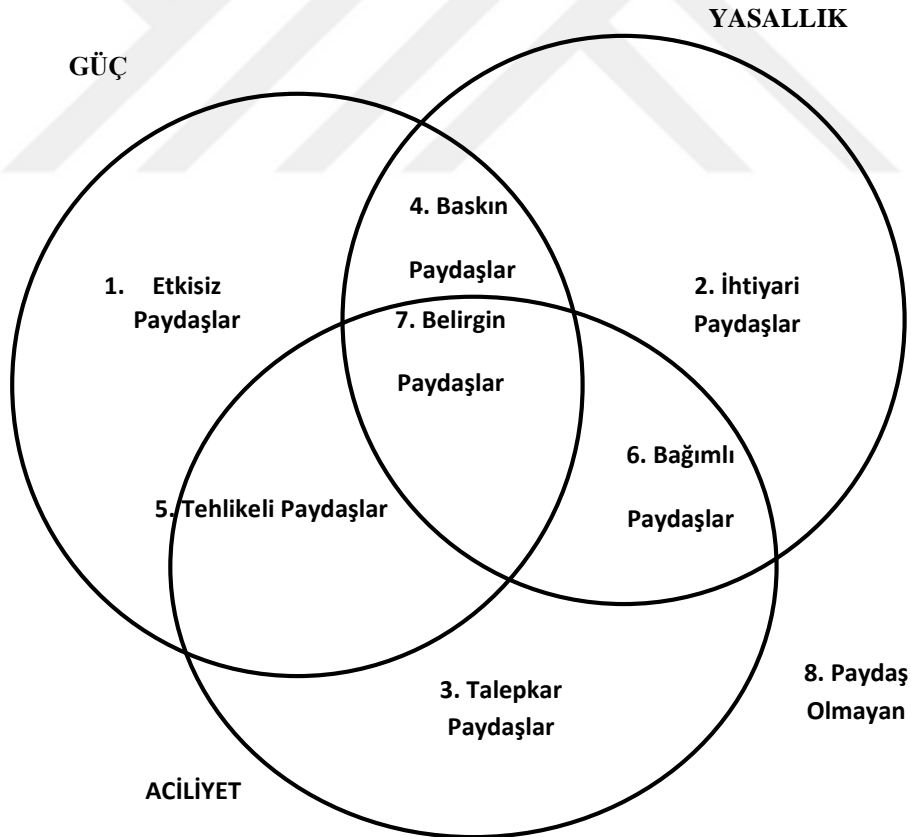 YASALLIK
GÜÇ
4. Baskın
Paydaşlar
1. Etkisiz
Paydaşlar
2. İhtiyari
Paydaşlar
7. Belirgin
Paydaşlar
6. Bağımlı
Paydaşlar
5. Tehlikeli Paydaşlar
3. Talepkar
Paydaşlar
8. Paydaş
Olmayan
ACİLİYET